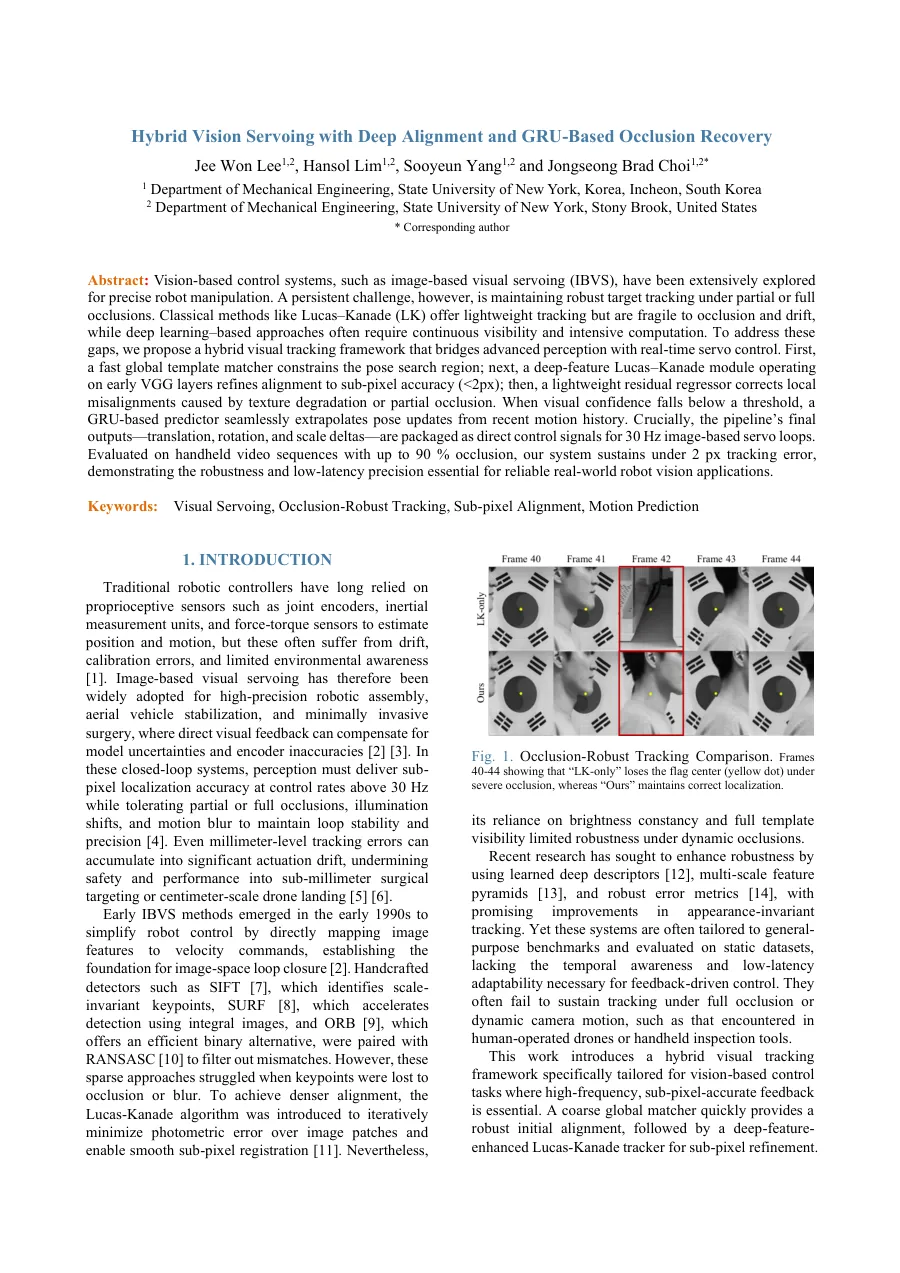 Hybrid Vision Servoing with Deep Alignment and GRU-Based Occlusion Recovery
Jee Won Lee1,2, Hansol Lim1,2, Sooyeun Yang1,2 and Jongseong Brad Choi1,2*
1 Department of Mechanical Engineering, State University of New York, Korea, Incheon, South Korea
2 Department of Mechanical Engineering, State University of New York, Stony Brook, United States
* Corresponding author
Abstract: Vision-based control systems, such as image-based visual servoing (IBVS), have been extensively explored
for precise robot manipulation. A persistent challenge, however, is maintaining robust target tracking under partial or full
occlusions. Classical methods like Lucas–Kanade (LK) offer lightweight tracking but are fragile to occlusion and drift,
while deep learning–based approaches often require continuous visibility and intensive computation. To address these
gaps, we propose a hybrid visual tracking framework that bridges advanced perception with real-time servo control. First,
a fast global template matcher constrains the pose search region; next, a deep-feature Lucas–Kanade module operating
on early VGG layers refines alignment to sub-pixel accuracy (<2px); then, a lightweight residual regressor corrects local
misalignments caused by texture degradation or partial occlusion. When visual confidence falls below a threshold, a
GRU-based predictor seamlessly extrapolates pose updates from recent motion history. Crucially, the pipeline's final
outputs—translation, rotation, and scale deltas—are packaged as direct control signals for 30 Hz image-based servo loops.
Evaluated on handheld video sequences with up to 90 % occlusion, our system sustains under 2 px tracking error,
demonstrating the robustness and low-latency precision essential for reliable real-world robot vision applications.
Keywords: Visual Servoing, Occlusion-Robust Tracking, Sub-pixel Alignment, Motion Prediction
1. INTRODUCTION
Traditional robotic controllers have long relied on
proprioceptive sensors such as joint encoders, inertial
measurement units, and force-torque sensors to estimate
position and motion, but these often suffer from drift,
calibration errors, and limited environmental awareness
[1]. Image-based visual servoing has therefore been
widely adopted for high-precision robotic assembly,
aerial vehicle stabilization, and minimally invasive
surgery, where direct visual feedback can compensate for
model uncertainties and encoder inaccuracies [2] [3]. In
these closed-loop systems, perception must deliver sub-
pixel localization accuracy at control rates above 30 Hz
while tolerating partial or full occlusions, illumination
shifts, and motion blur to maintain loop stability and
precision [4]. Even millimeter-level tracking errors can
accumulate into significant actuation drift, undermining
safety and performance into sub-millimeter surgical
targeting or centimeter-scale drone landing [5] [6].
Early IBVS methods emerged in the early 1990s to
simplify robot control by directly mapping image
features to velocity commands, establishing the
foundation for image-space loop closure [2]. Handcrafted
detectors such as SIFT [7], which identifies scale-
invariant keypoints, SURF [8], which accelerates
detection using integral images, and ORB [9], which
offers an efficient binary alternative, were paired with
RANSASC [10] to filter out mismatches. However, these
sparse approaches struggled when keypoints were lost to
occlusion or blur. To achieve denser alignment, the
Lucas-Kanade algorithm was introduced to iteratively
minimize photometric error over image patches and
enable smooth sub-pixel registration [11]. Nevertheless,
Frame 40 Frame 41 Frame 42 Frame 43 Frame 44
LK-only
Ours
Fig. 1. Occlusion-Robust Tracking Comparison. Frames
40-44 showing that “LK-only” loses the flag center (yellow dot) under
severe occlusion, whereas “Ours” maintains correct localization.
its reliance on brightness constancy and full template
visibility limited robustness under dynamic occlusions.
Recent research has sought to enhance robustness by
using learned deep descriptors [12], multi-scale feature
pyramids [13], and robust error metrics [14], with
promising improvements in appearance-invariant
tracking. Yet these systems are often tailored to general-
purpose benchmarks and evaluated on static datasets,
lacking the temporal awareness and low-latency
adaptability necessary for feedback-driven control. They
often fail to sustain tracking under full occlusion or
dynamic camera motion, such as that encountered in
human-operated drones or handheld inspection tools.
This work introduces a hybrid visual tracking
framework specifically tailored for vision-based control
tasks where high-frequency, sub-pixel-accurate feedback
is essential. A coarse global matcher quickly provides a
robust initial alignment, followed by a deep-feature-
enhanced Lucas-Kanade tracker for sub-pixel refinement.